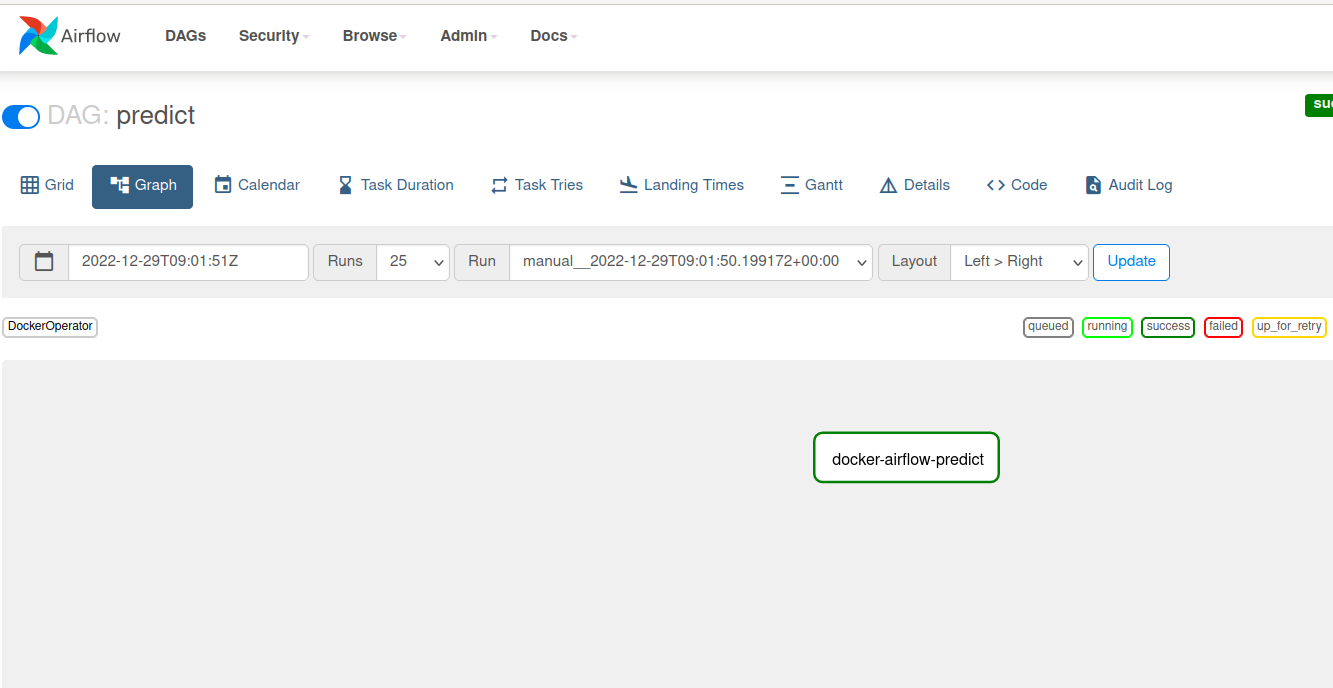 Airflow DAGs Security Browse Admin Docs
DAG: predict
Grid Graph Calendar Task Duration Task Tries Landing Times Gantt Details Code Audit Log
2022-12-29T09:01:51Z Runs 25 Run manual__2022-12-29T09:01:50.199172+00:00 Layout Left > Right Update
DockerOperator queued running success failed up_for_retry
docker-airflow-predict